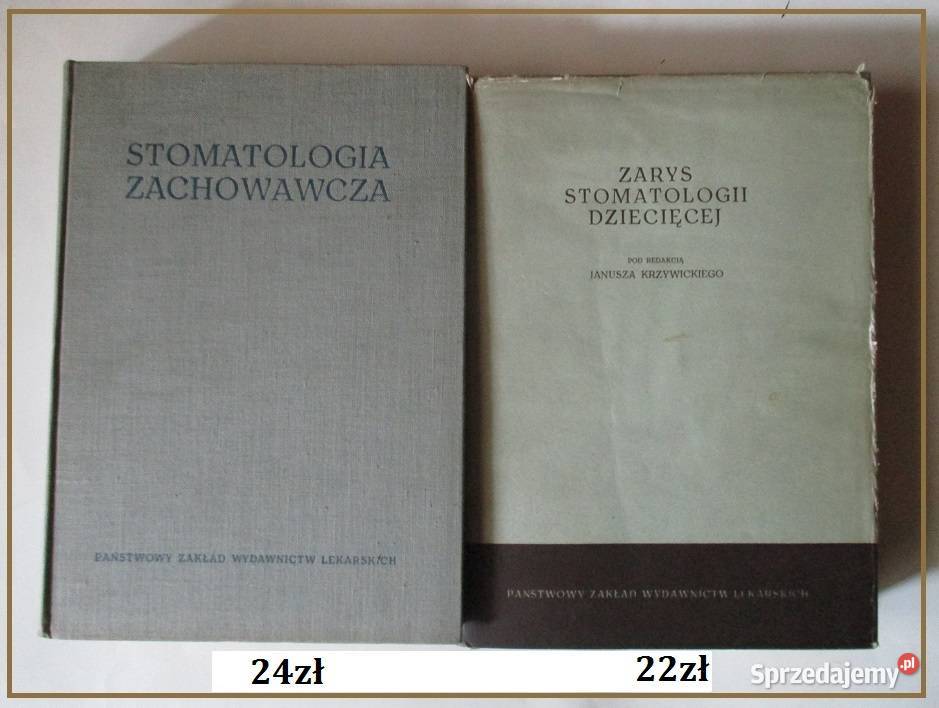 STOMATOLOGIA
ZACHOWAWCZA
PAŃSTWOWY ZAKŁAD WYDAWNICTW LEKARSKICH
ZARYS
STOMATOLOGII
DZIECIĘCEJ
POD REDAKCJĄ
JANUSZA KRZYWICKIEGO
PAŃSTWOWY ZAKŁAD WYDAWNICTW LEKARSKICH
24zł
22zł
Sprzedajemy.pl